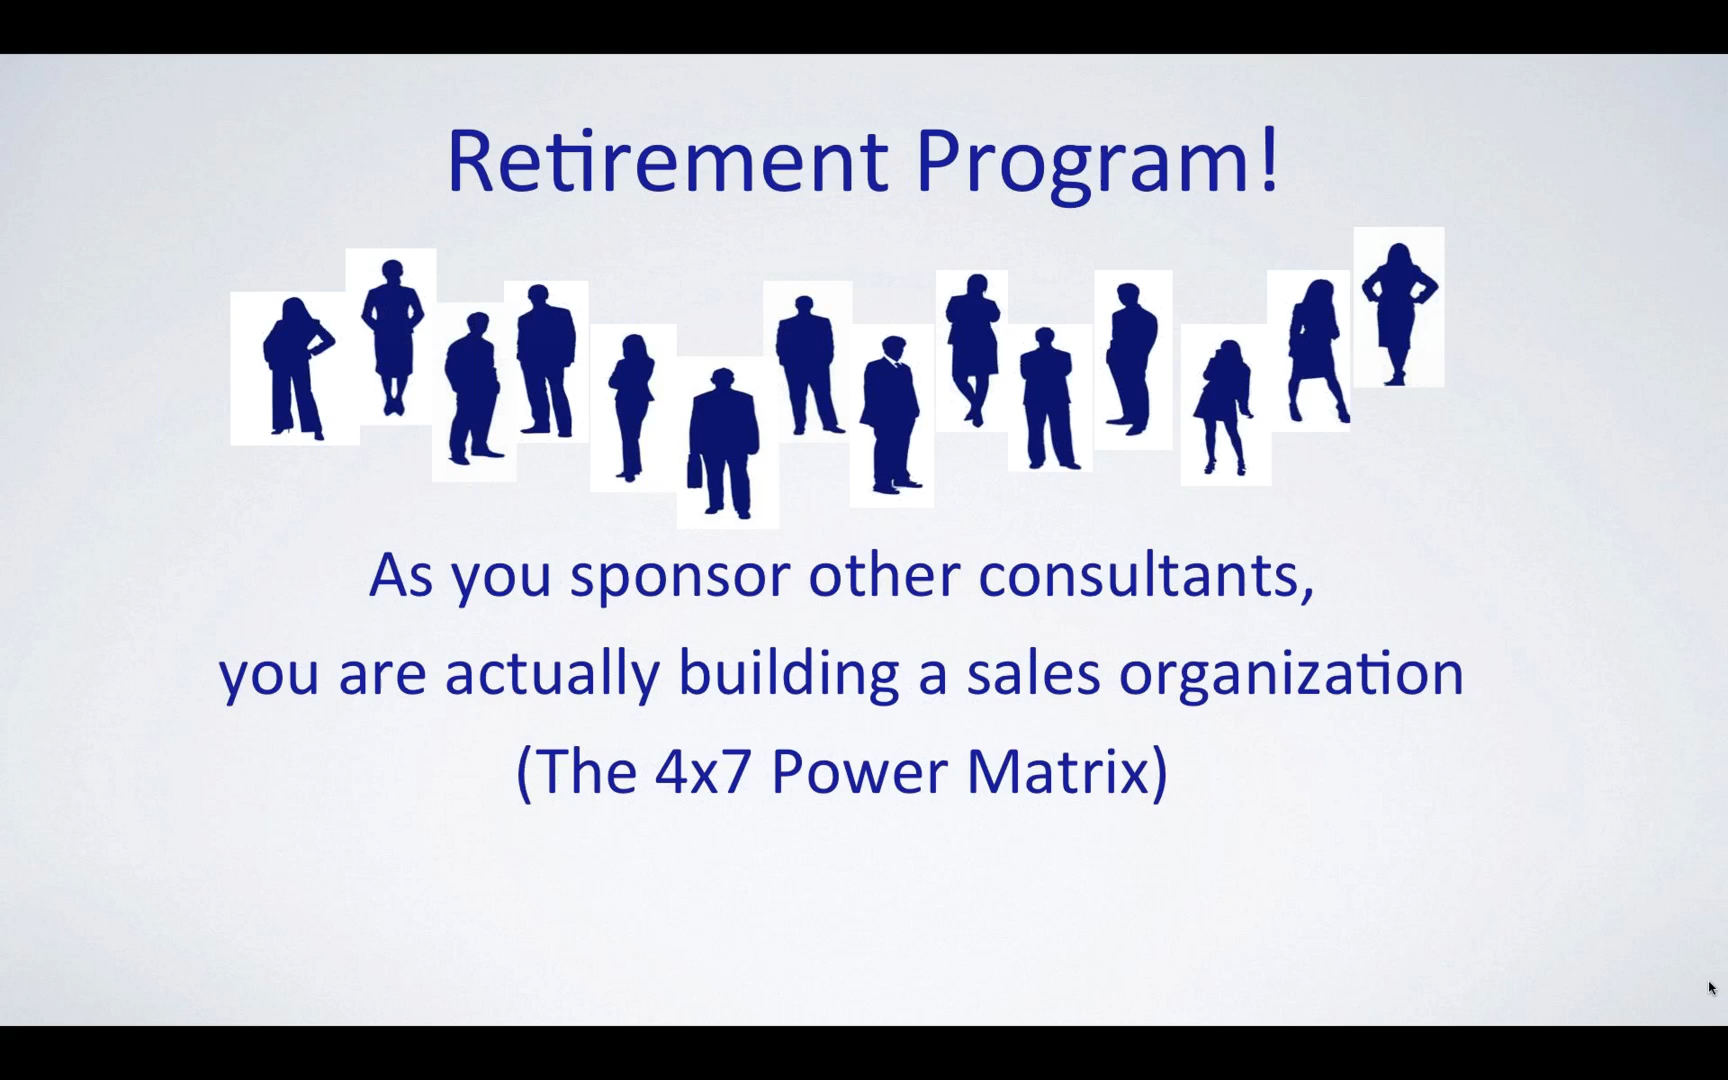 Retirement Program!
As you sponsor other consultants,
you are actually building a sales organization
(The 4x7 Power Matrix)